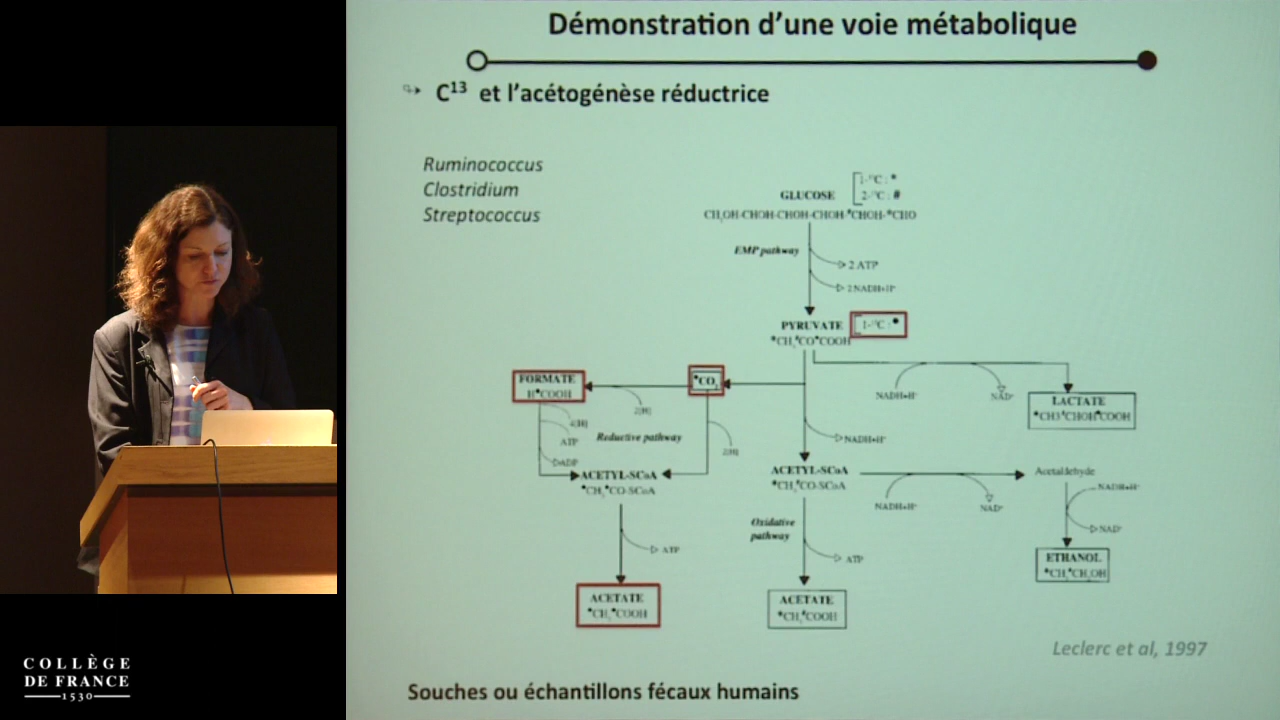 Démonstration d'une voie métabolique
C¹³ et l'acétogénèse réductrice
Ruminococcus
Clostridium
Streptococcus
GLUCOSE
1-¹³C : *
2-¹³C : #
CH₂OH-CHOH-CHOH-CHOH-#CHOH-*CHO
EMP pathway
2 ATP
2 NADH+H⁺
PYRUVATE
1-¹³C : •
*CH₃#CO•COOH
FORMATE
H•COOH
•CO₂
2[H]
NADH+H⁺
NAD⁺
LACTATE
*CH3#CHOH•COOH
4[H]
ATP
ADP
Reductive pathway
2[H]
NADH+H⁺
ACETYL-SCoA
•CH₃•CO-SCoA
ACETYL-SCoA
*CH₃#CO-SCoA
NADH+H⁺
NAD⁺
Acetaldehyde
NADH+H⁺
NAD⁺
Oxidative
pathway
ATP
ATP
ETHANOL
*CH₃#CH₂OH
ACETATE
•CH₃•COOH
ACETATE
*CH₃#COOH
Leclerc et al, 1997
Souches ou échantillons fécaux humains
COLLÈGE
DE FRANCE
1530